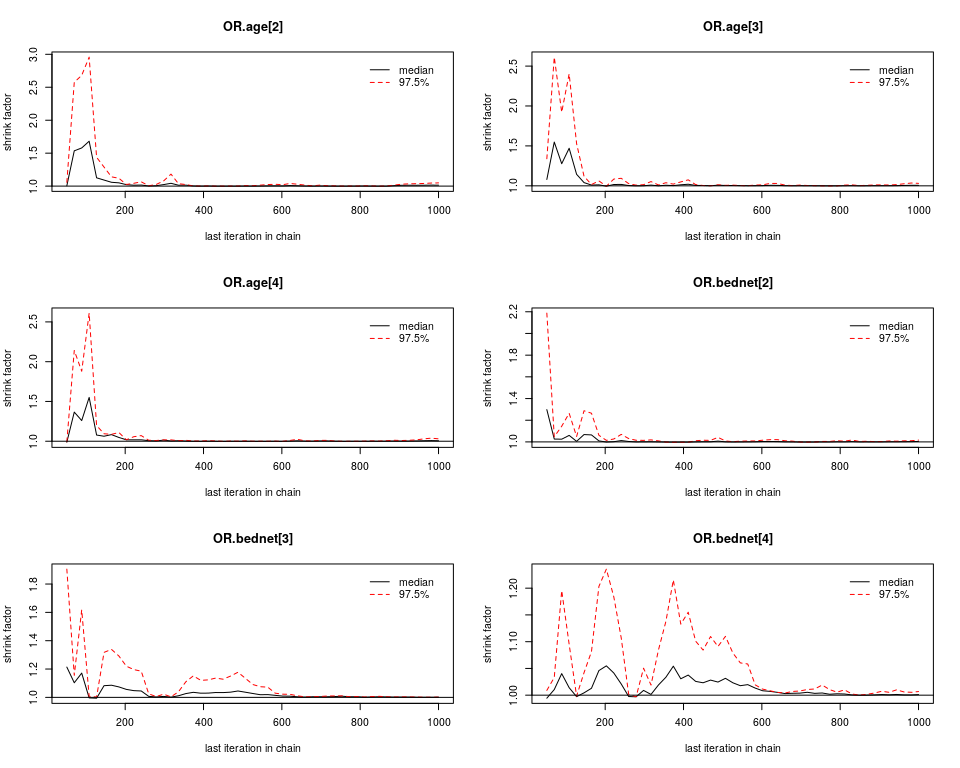 OR.age[2]
shrink factor
1.0 1.5 2.0 2.5 3.0
median
97.5%
200 400 600 800 1000
last iteration in chain
OR.age[3]
shrink factor
1.0 1.5 2.0 2.5
median
97.5%
200 400 600 800 1000
last iteration in chain
OR.age[4]
shrink factor
1.0 1.5 2.0 2.5
median
97.5%
200 400 600 800 1000
last iteration in chain
OR.bednet[2]
shrink factor
1.0 1.4 1.8 2.2
median
97.5%
200 400 600 800 1000
last iteration in chain
OR.bednet[3]
shrink factor
1.0 1.2 1.4 1.6 1.8
median
97.5%
200 400 600 800 1000
last iteration in chain
OR.bednet[4]
shrink factor
1.00 1.10 1.20
median
97.5%
200 400 600 800 1000
last iteration in chain